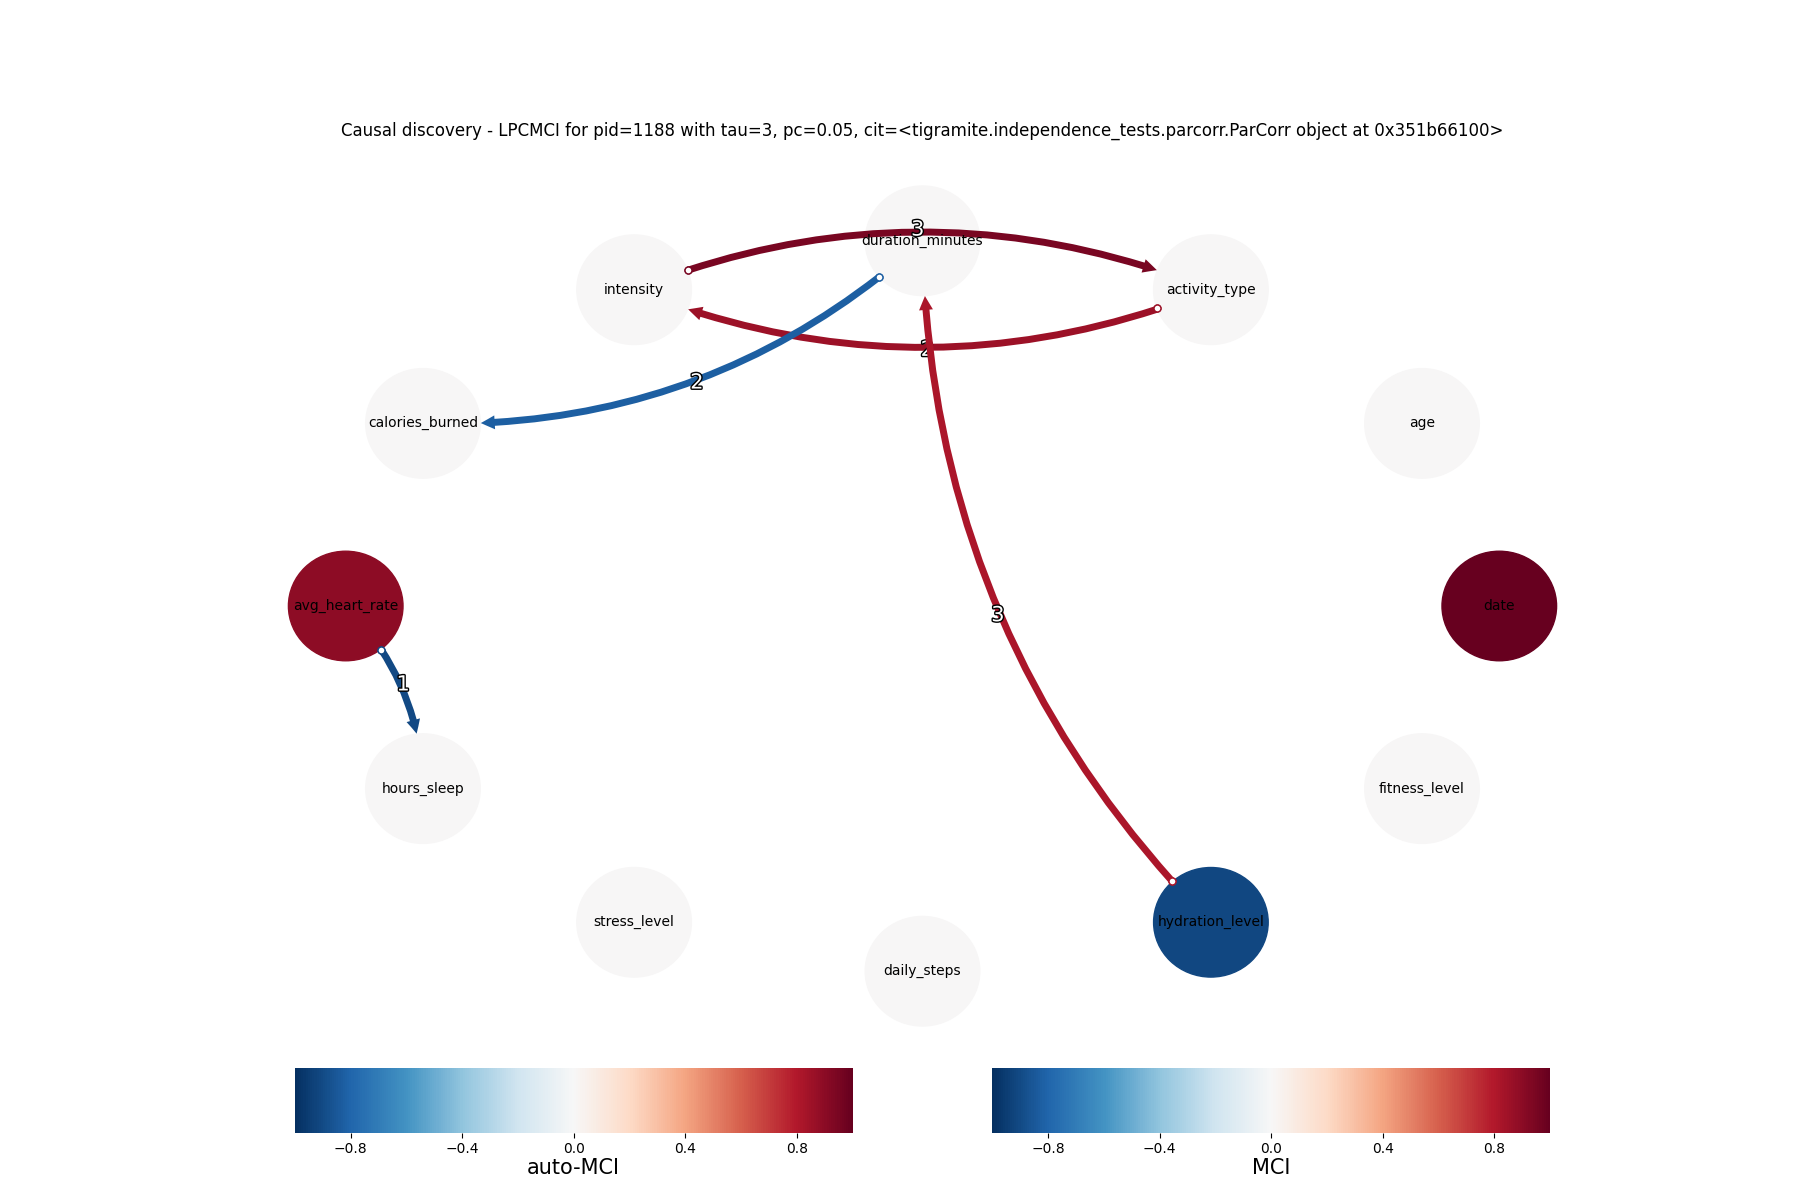 Causal discovery - LPCMCI for pid=1188 with tau=3, pc=0.05, cit=<tigramite.independence_tests.parcorr.ParCorr object at 0x351b66100>
3
duration_minutes
intensity
activity_type
2
2
calories_burned
age
avg_heart_rate
date
3
1
hours_sleep
fitness_level
stress_level
hydration_level
daily_steps
−0.8 −0.4 0.0 0.4 0.8
auto-MCI
−0.8 −0.4 0.0 0.4 0.8
MCI